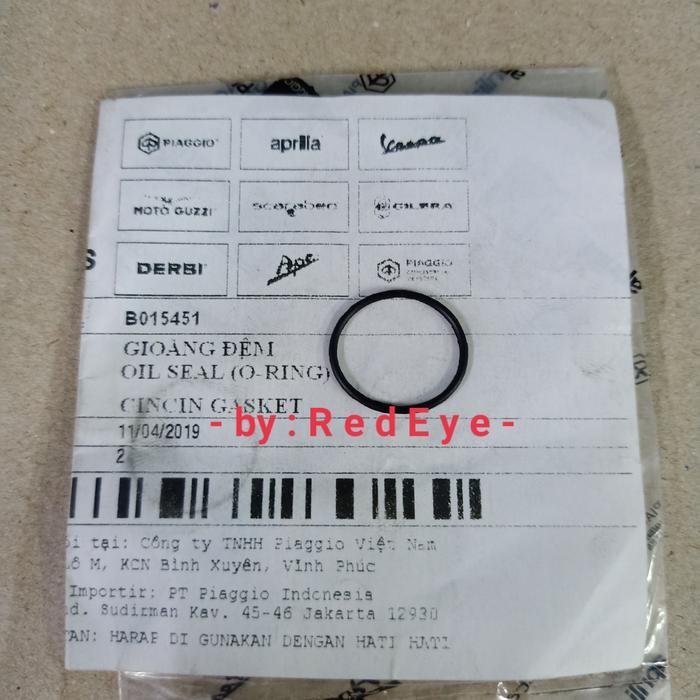 PIAGGIO aprilia Vespa
MOTO GUZZI scarabeo GILERA
DERBI Ape PIAGGIO
S
B015451
GIOĂNG ĐỆM
OIL SEAL (O-RING)
CINCIN GASKET
- by : R e d E y e -
11/04/2019
2
ối tại: Công ty TNHH Piaggio Việt Nam
Lô M, KCN Bình Xuyên, Vĩnh Phúc
Importir: PT Piaggio Indonesia
nd. Sudirman Kav. 45-46 Jakarta 12930
TAN: HARAP DI GUNAKAN DENGAN HATI HATI